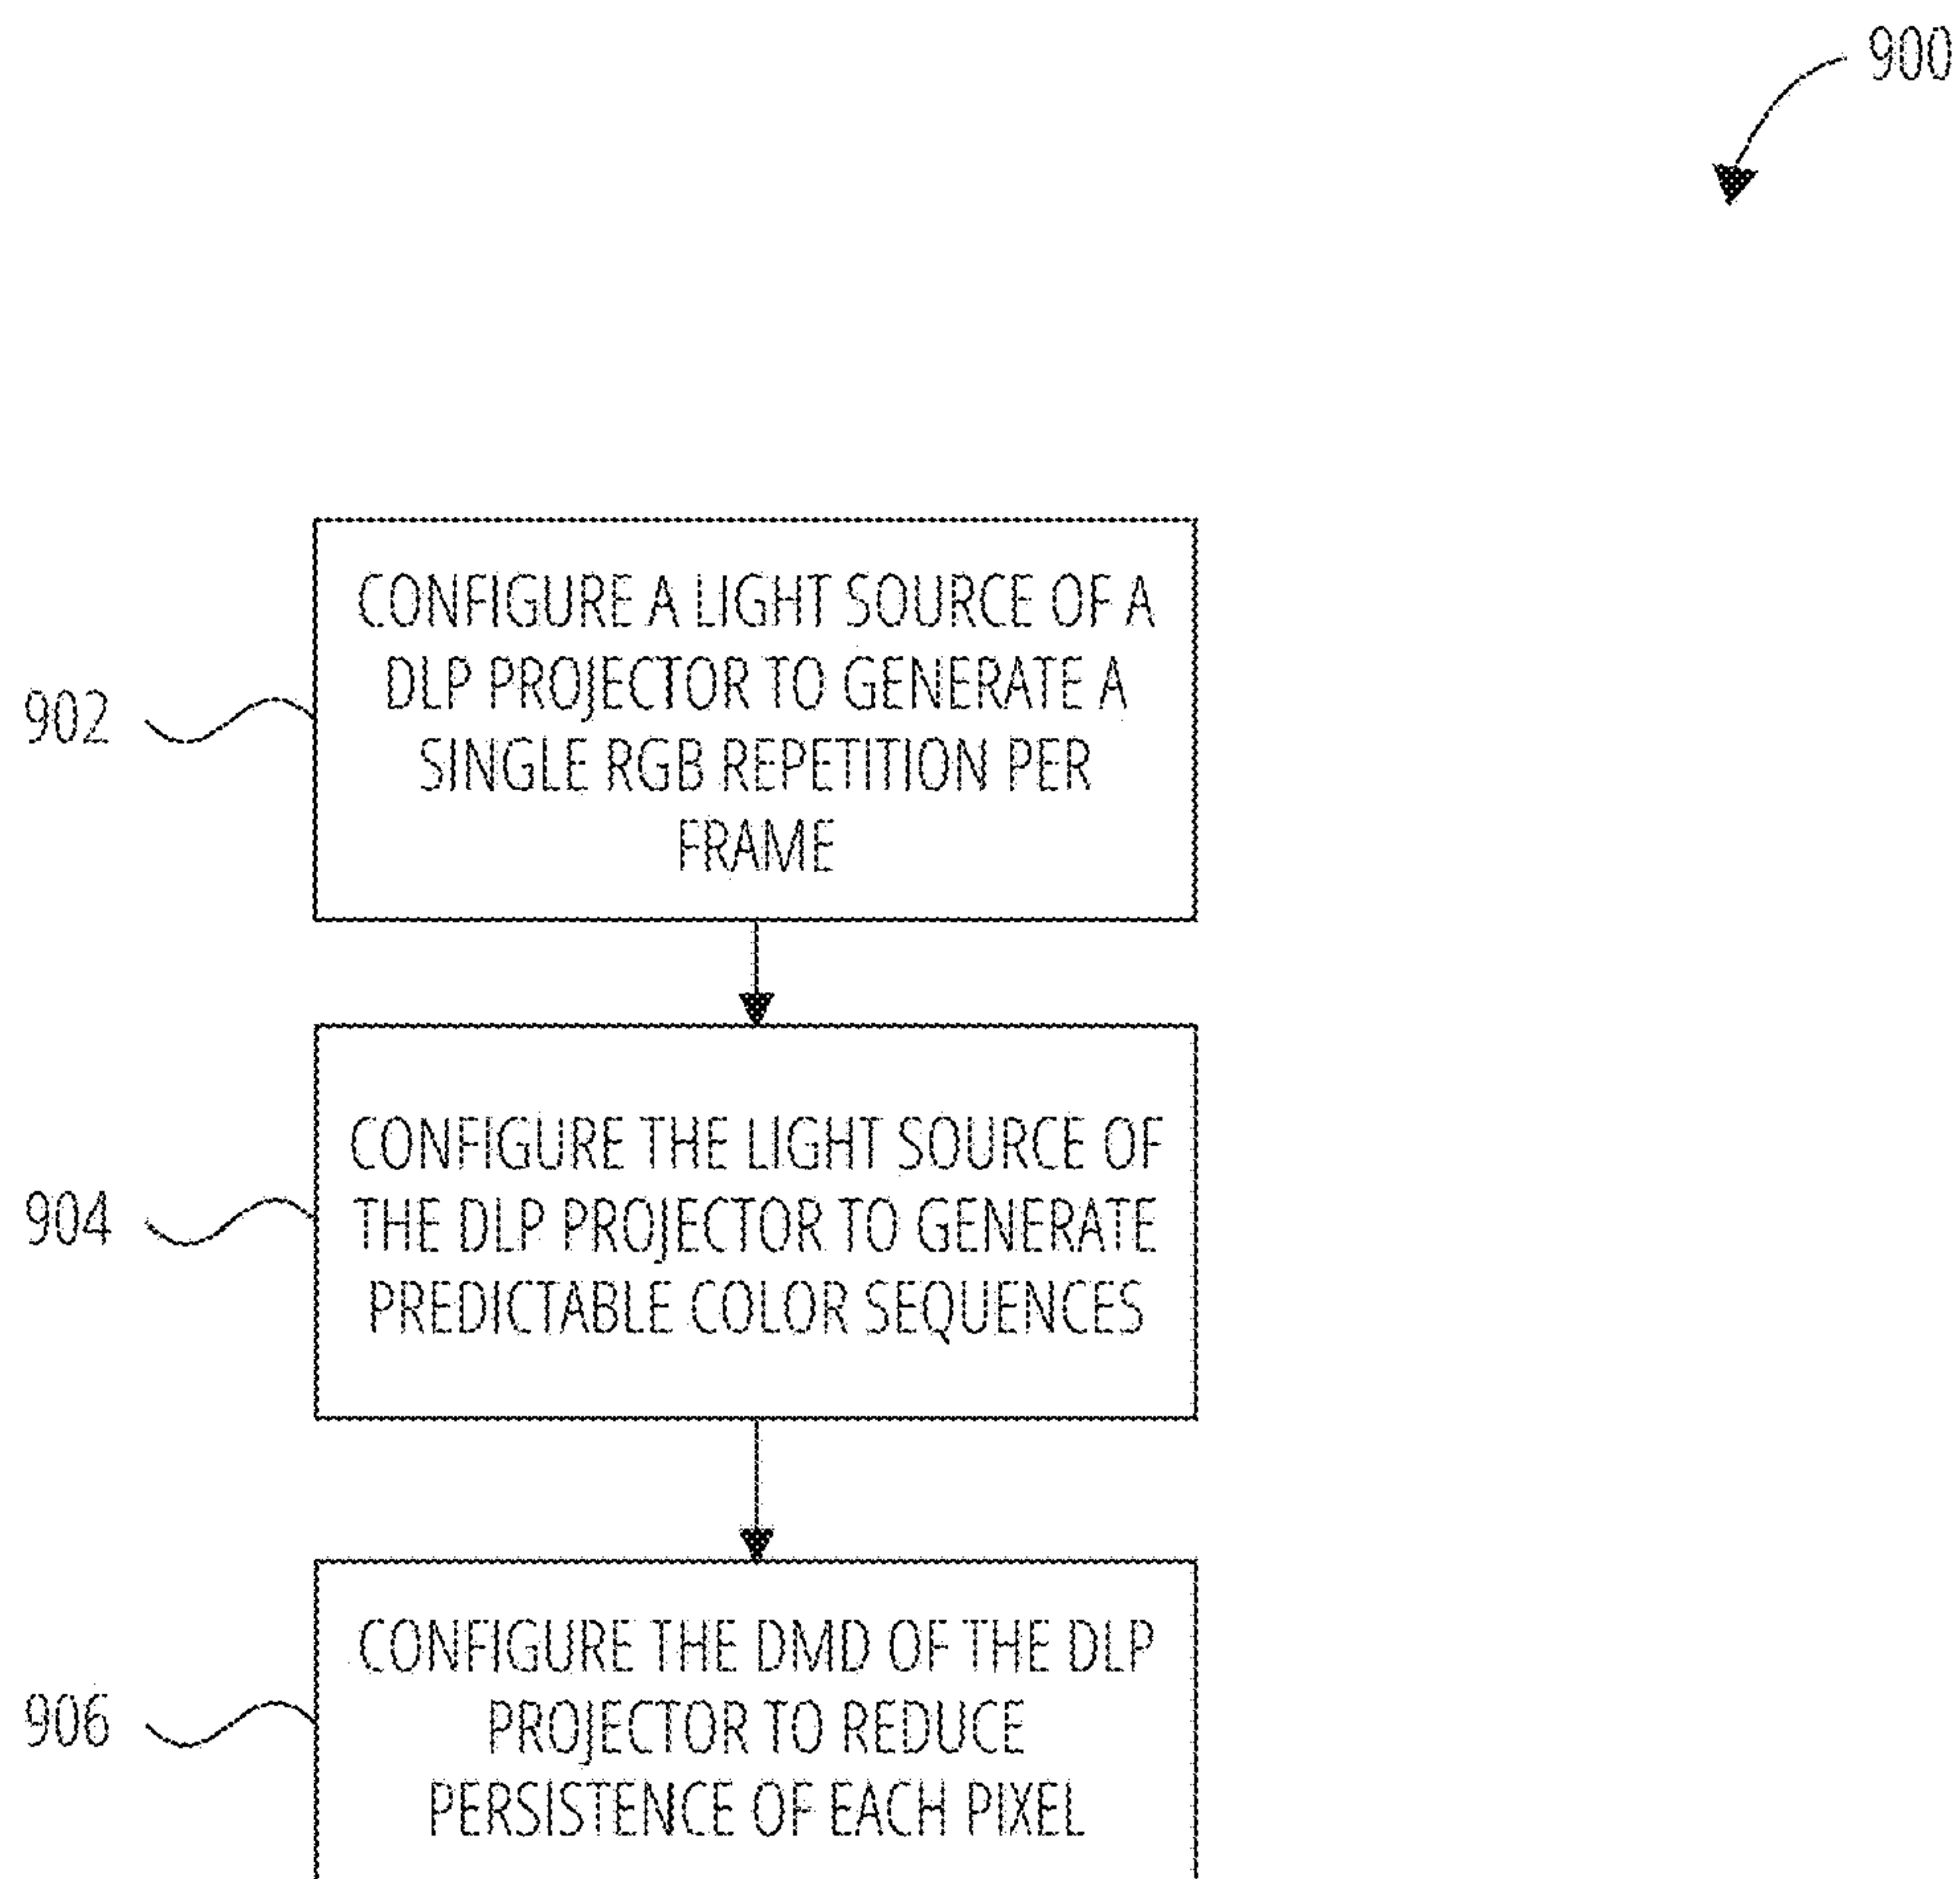 900
CONFIGURE A LIGHT SOURCE OF A
DLP PROJECTOR TO GENERATE A
SINGLE RGB REPETITION PER
FRAME
902
CONFIGURE THE LIGHT SOURCE OF
THE DLP PROJECTOR TO GENERATE
PREDICTABLE COLOR SEQUENCES
904
CONFIGURE THE DMD OF THE DLP
PROJECTOR TO REDUCE
PERSISTENCE OF EACH PIXEL
906